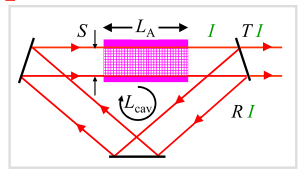 S L_A I T I
L_cav R I